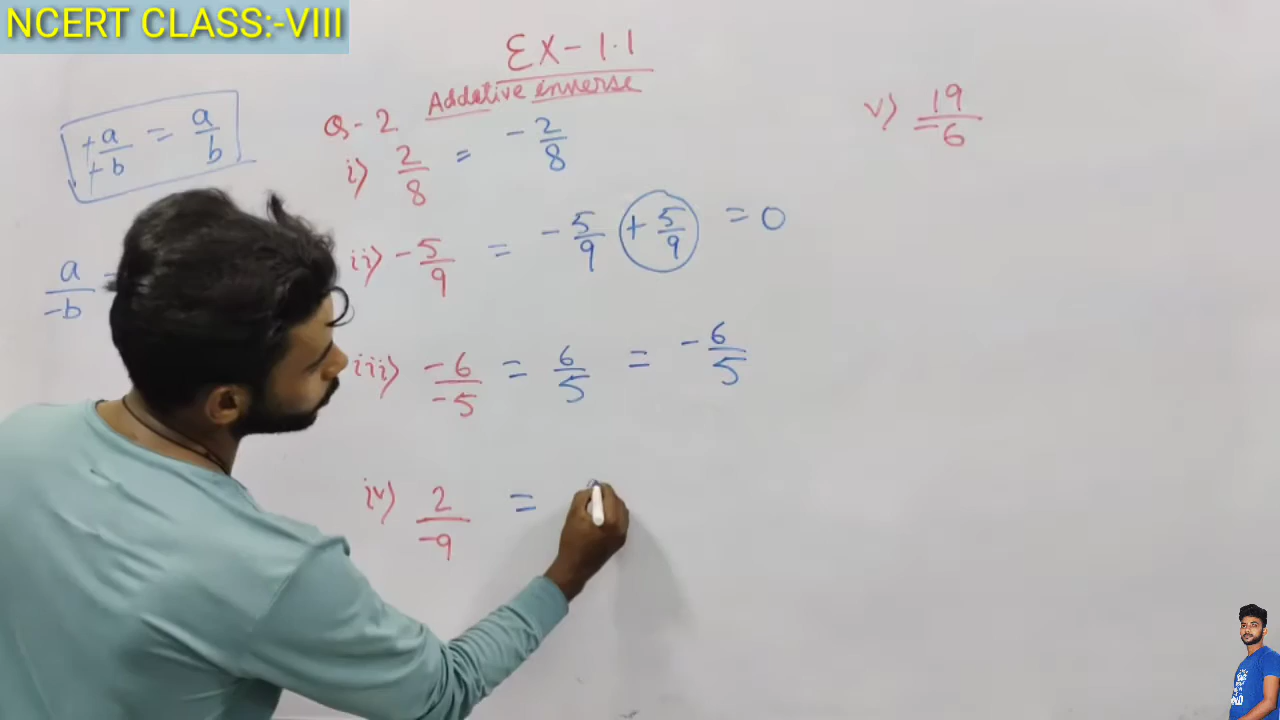 NCERT CLASS:-VIII
Ex - 1.1
Addative inverse
+a/+b = a/b
a/-b =
Q - 2
i) 2/8 = -2/8
ii) -5/9 = -5/9 + 5/9 = 0
iii) -6/-5 = 6/5 = -6/5
iv) 2/-9 =
v) 19/-6